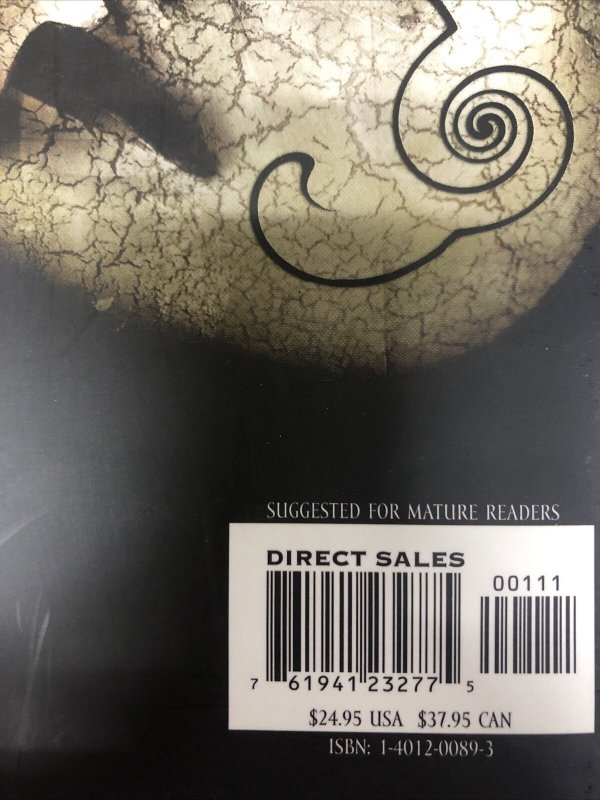 SUGGESTED FOR MATURE READERS
DIRECT SALES
00111
7 61941 23277 5
$24.95 USA $37.95 CAN
ISBN: 1-4012-0089-3